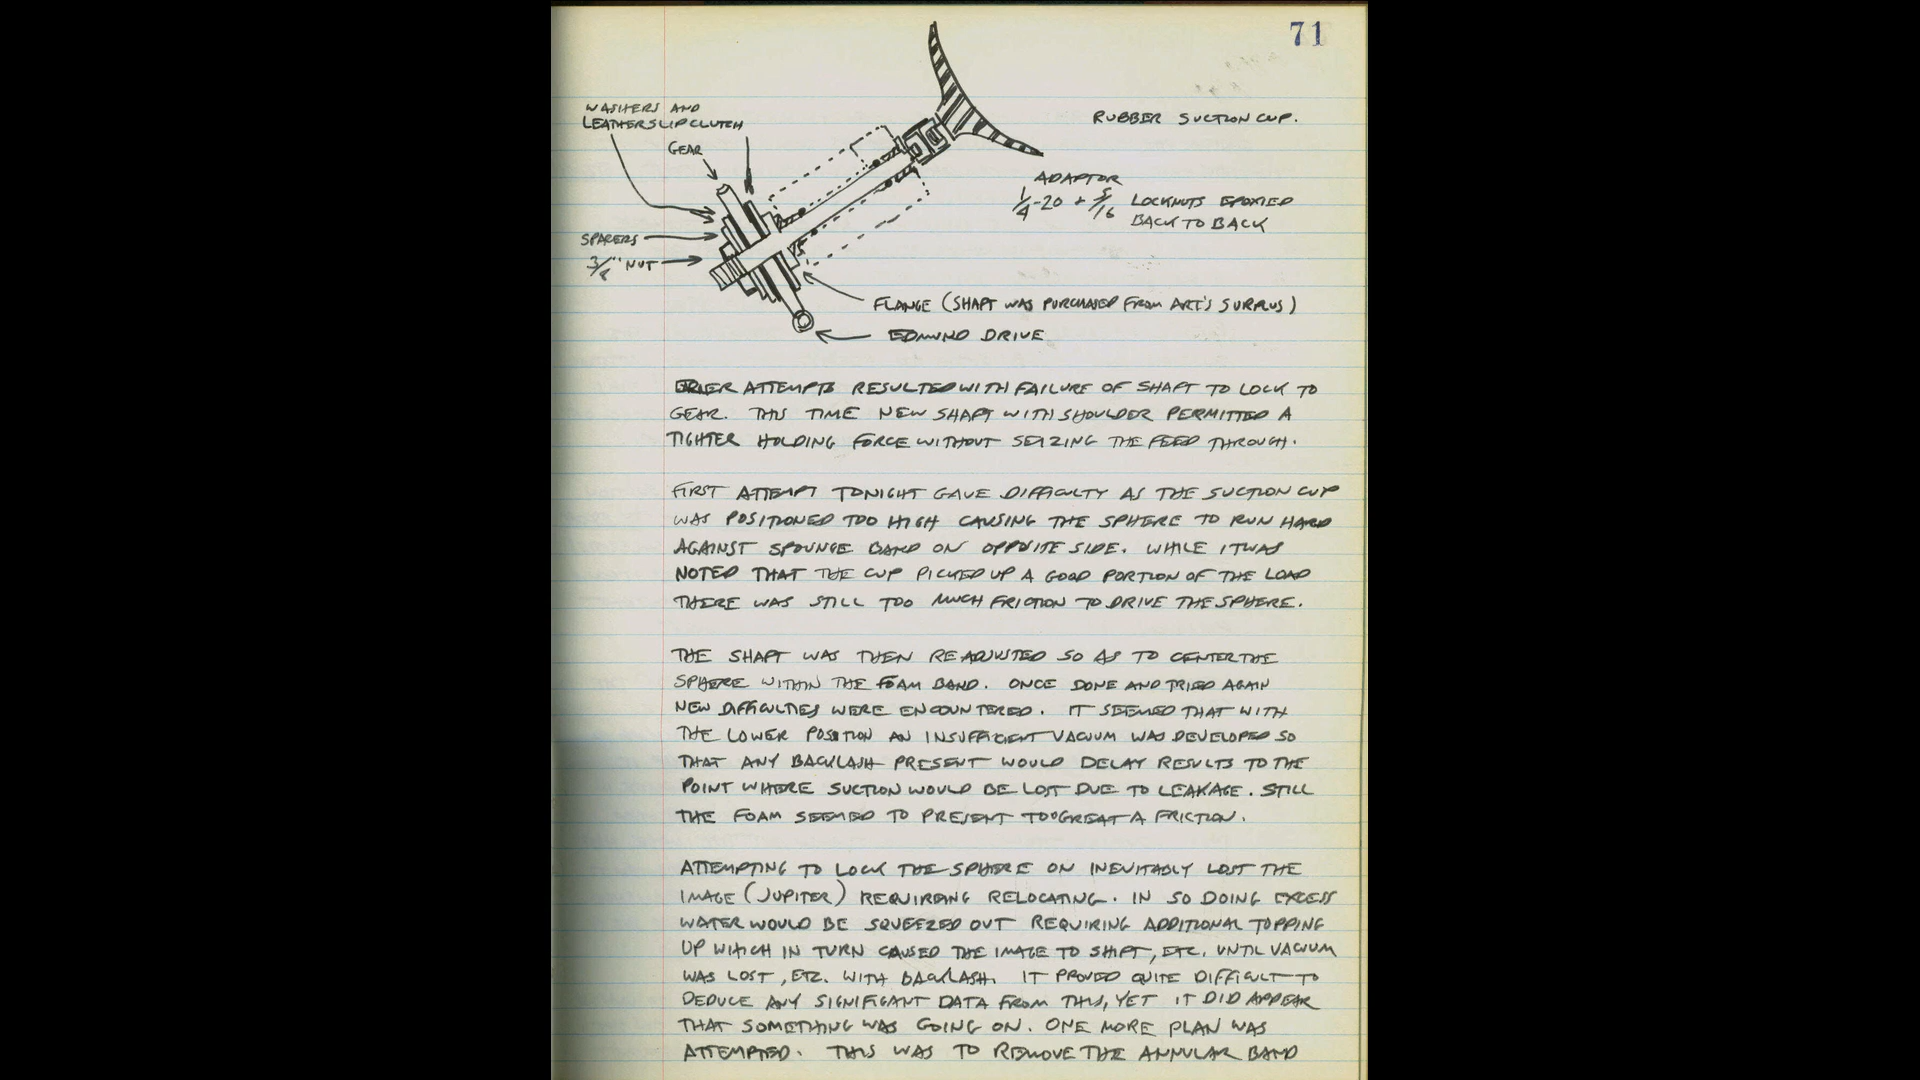 71
WASHERS AND
LEATHER SLIP CLUTCH
GEAR
RUBBER SUCTION CUP.
ADAPTOR
1/4-20 + 5/16 LOCKNUTS EPOXIED
BACK TO BACK
SPACERS
3/8" NUT
FLANGE (SHAFT WAS PURCHASED FROM ART'S SURPLUS)
EDMUND DRIVE
ATTEMPTS RESULTED WITH FAILURE OF SHAFT TO LOCK TO
GEAR. THIS TIME NEW SHAFT WITH SHOULDER PERMITTED A
TIGHTER HOLDING FORCE WITHOUT SEIZING THE FEED THROUGH.
FIRST ATTEMPT TONIGHT GAVE DIFFICULTY AS THE SUCTION CUP
WAS POSITIONED TOO HIGH CAUSING THE SPHERE TO RUN HARD
AGAINST SPOUNGE BAND ON OPPOSITE SIDE. WHILE IT WAS
NOTED THAT THE CUP PICKED UP A GOOD PORTION OF THE LOAD
THERE WAS STILL TOO MUCH FRICTION TO DRIVE THE SPHERE.
THE SHAFT WAS THEN READJUSTED SO AS TO CENTER THE
SPHERE WITHIN THE FOAM BAND. ONCE DONE AND TRIED AGAIN
NEW DIFFICULTIES WERE ENCOUNTERED. IT SEEMED THAT WITH
THE LOWER POSITION AN INSUFFICIENT VACUUM WAS DEVELOPED SO
THAT ANY BACKLASH PRESENT WOULD DELAY RESULTS TO THE
POINT WHERE SUCTION WOULD BE LOST DUE TO LEAKAGE. STILL
THE FOAM SEEMED TO PRESENT TOO GREAT A FRICTION.
ATTEMPTING TO LOCK THE SPHERE ON INEVITABLY LOST THE
IMAGE (JUPITER) REQUIRING RELOCATING. IN SO DOING EXCESS
WATER WOULD BE SQUEEZED OUT REQUIRING ADDITIONAL TOPPING
UP WHICH IN TURN CAUSED THE IMAGE TO SHIFT, ETC. UNTIL VACUUM
WAS LOST, ETC. WITH BACKLASH. IT PROVED QUITE DIFFICULT TO
DEDUCE ANY SIGNIFIGANT DATA FROM THIS, YET IT DID APPEAR
THAT SOMETHING WAS GOING ON. ONE MORE PLAN WAS
ATTEMPTED. THIS WAS TO REMOVE THE ANNULAR BAND